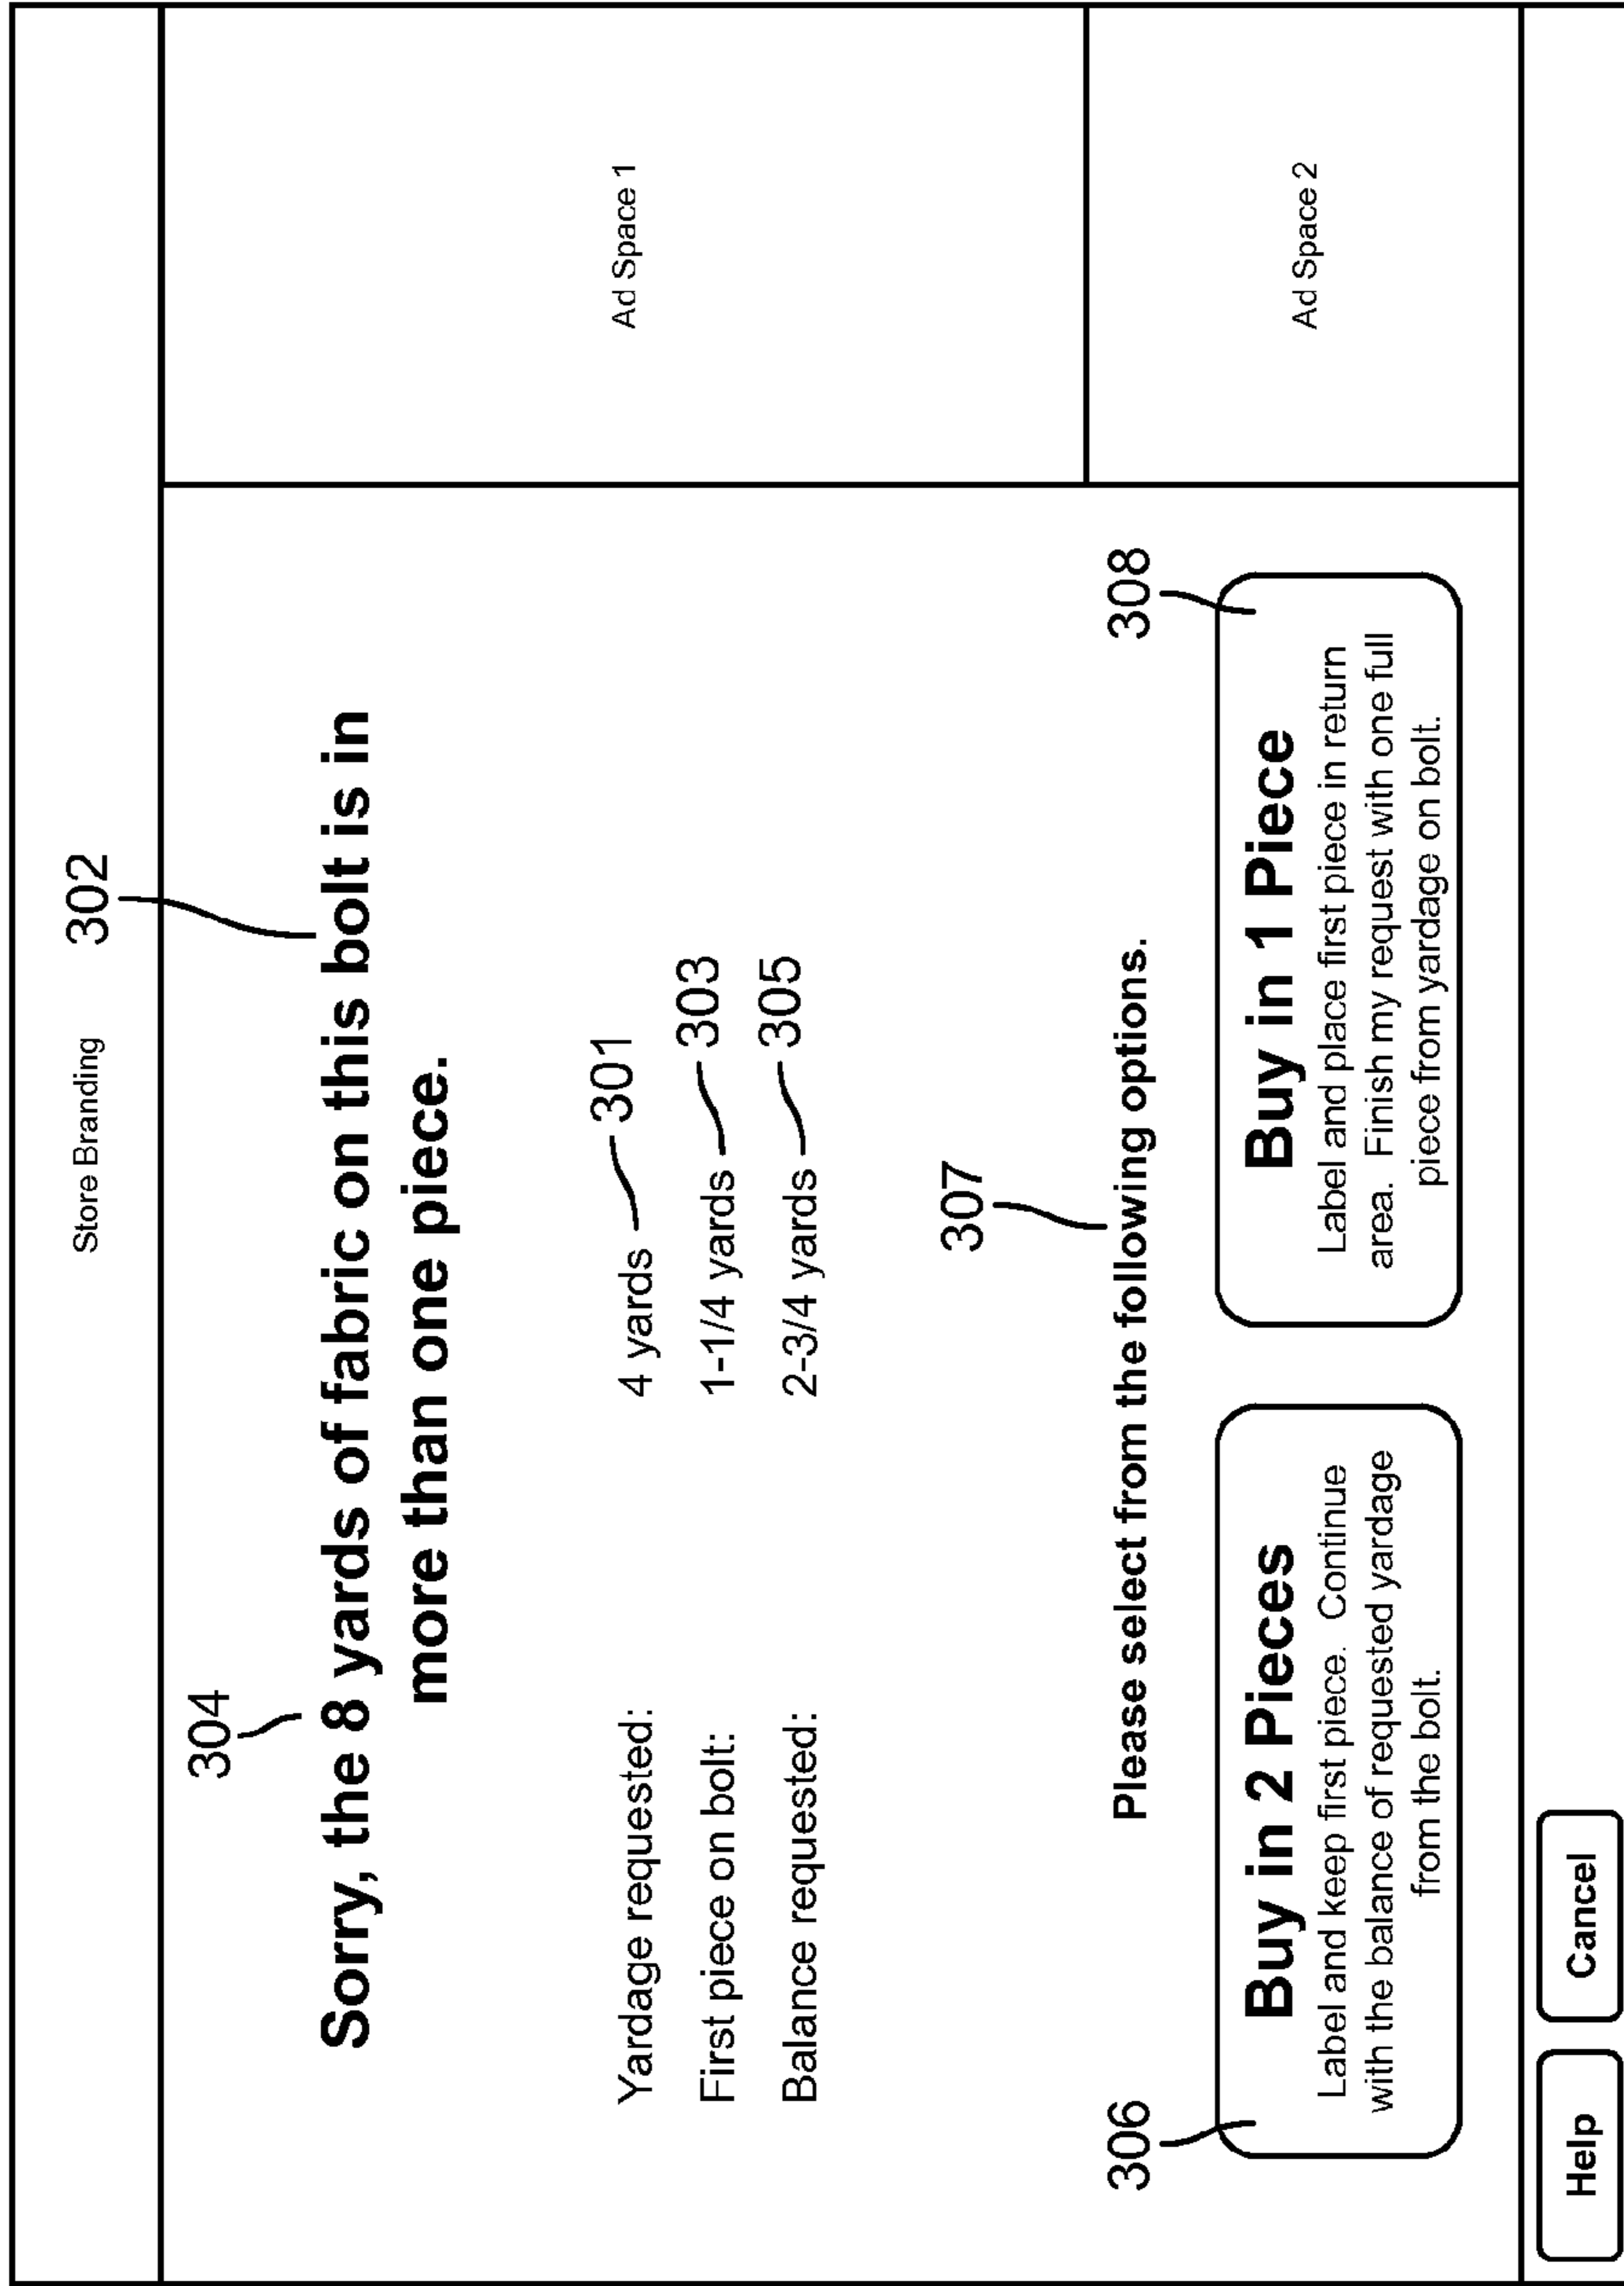 Store Branding
302
304
Sorry, the 8 yards of fabric on this bolt is in
more than one piece.
Yardage requested: 4 yards 301
First piece on bolt: 1-1/4 yards 303
Balance requested: 2-3/4 yards 305
307
Please select from the following options.
306
Buy in 2 Pieces
Label and keep first piece. Continue
with the balance of requested yardage
from the bolt.
308
Buy in 1 Piece
Label and place first piece in return
area. Finish my request with one full
piece from yardage on bolt.
Ad Space 1
Ad Space 2
Help
Cancel